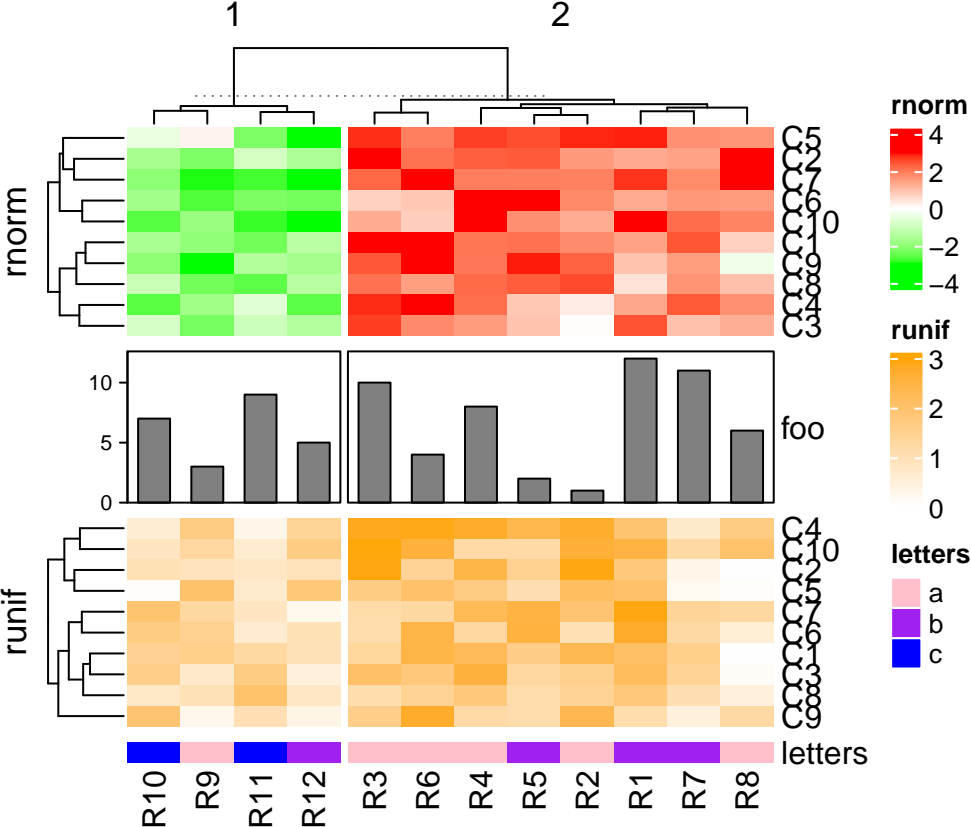 1 2
rnorm
C5
C2
C7
C6
C10
C1
C9
C8
C4
C3
10
5
0
foo
runif
C4
C10
C2
C5
C7
C6
C1
C3
C8
C9
letters
R10 R9 R11 R12 R3 R6 R4 R5 R2 R1 R7 R8
rnorm
4
2
0
−2
−4
runif
3
2
1
0
letters
a
b
c